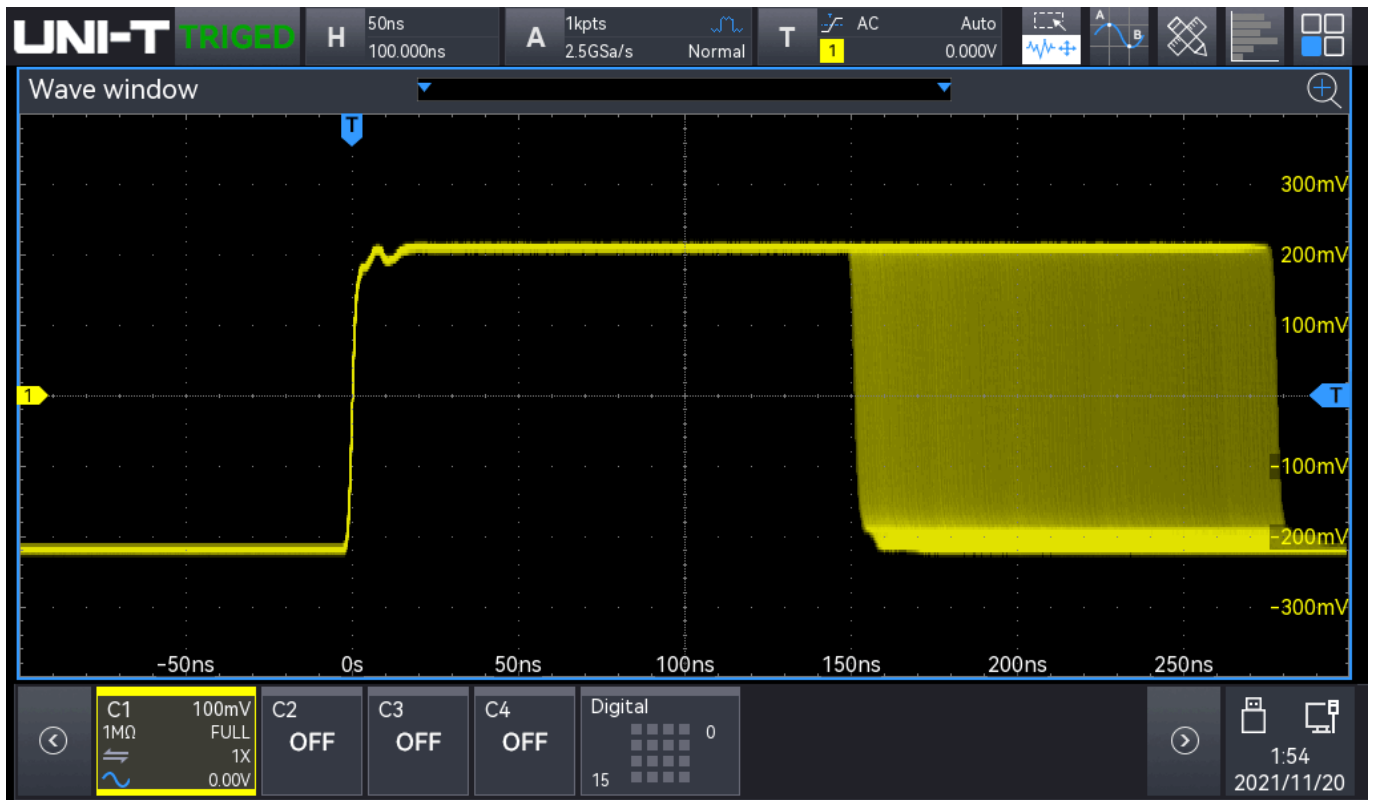 UNI-T TRIGED H 50ns 100.000ns A 1kpts 2.5GSa/s Normal T 1 AC Auto 0.000V A B
Wave window
T
300mV
200mV
100mV
1 T
-100mV
-200mV
-300mV
-50ns 0s 50ns 100ns 150ns 200ns 250ns
C1 100mV C2 C3 C4 Digital
1MΩ FULL OFF OFF OFF 0
1X
0.00V 15
1:54
2021/11/20